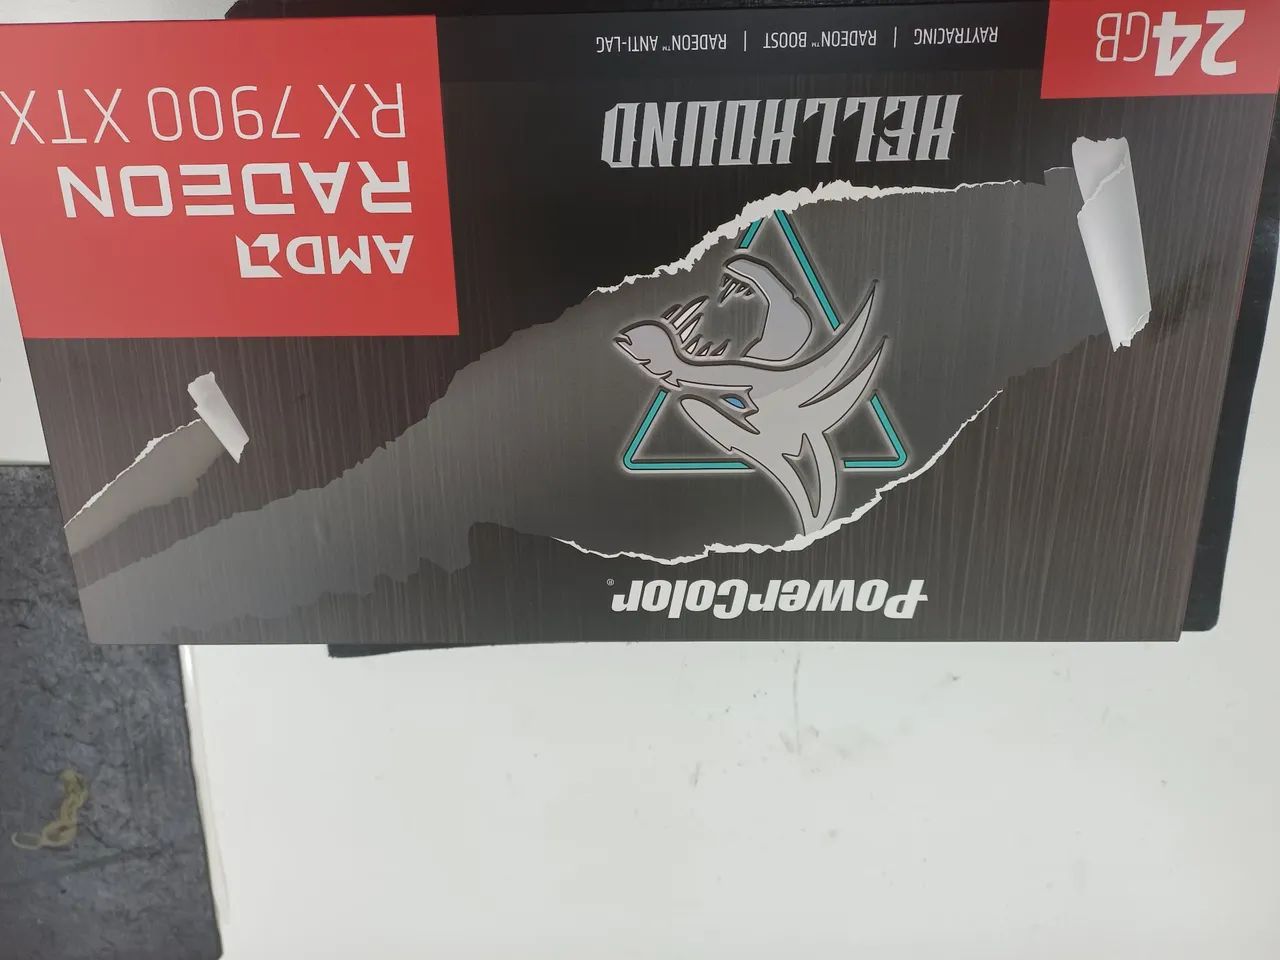 PowerColor®
HELLHOUND
RAYTRACING | RADEON™ BOOST | RADEON™ ANTI-LAG
24GB
AMD
RADEON
RX 7900 XTX